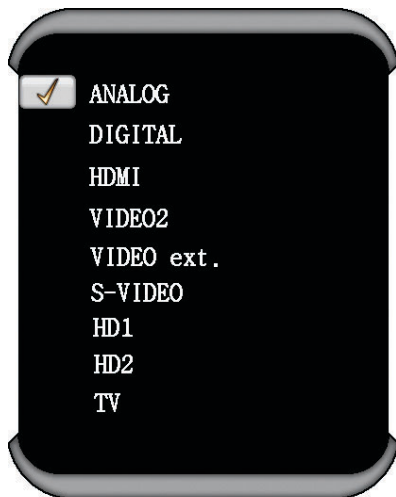 ANALOG
DIGITAL
HDMI
VIDEO2
VIDEO ext.
S-VIDEO
HD1
HD2
TV